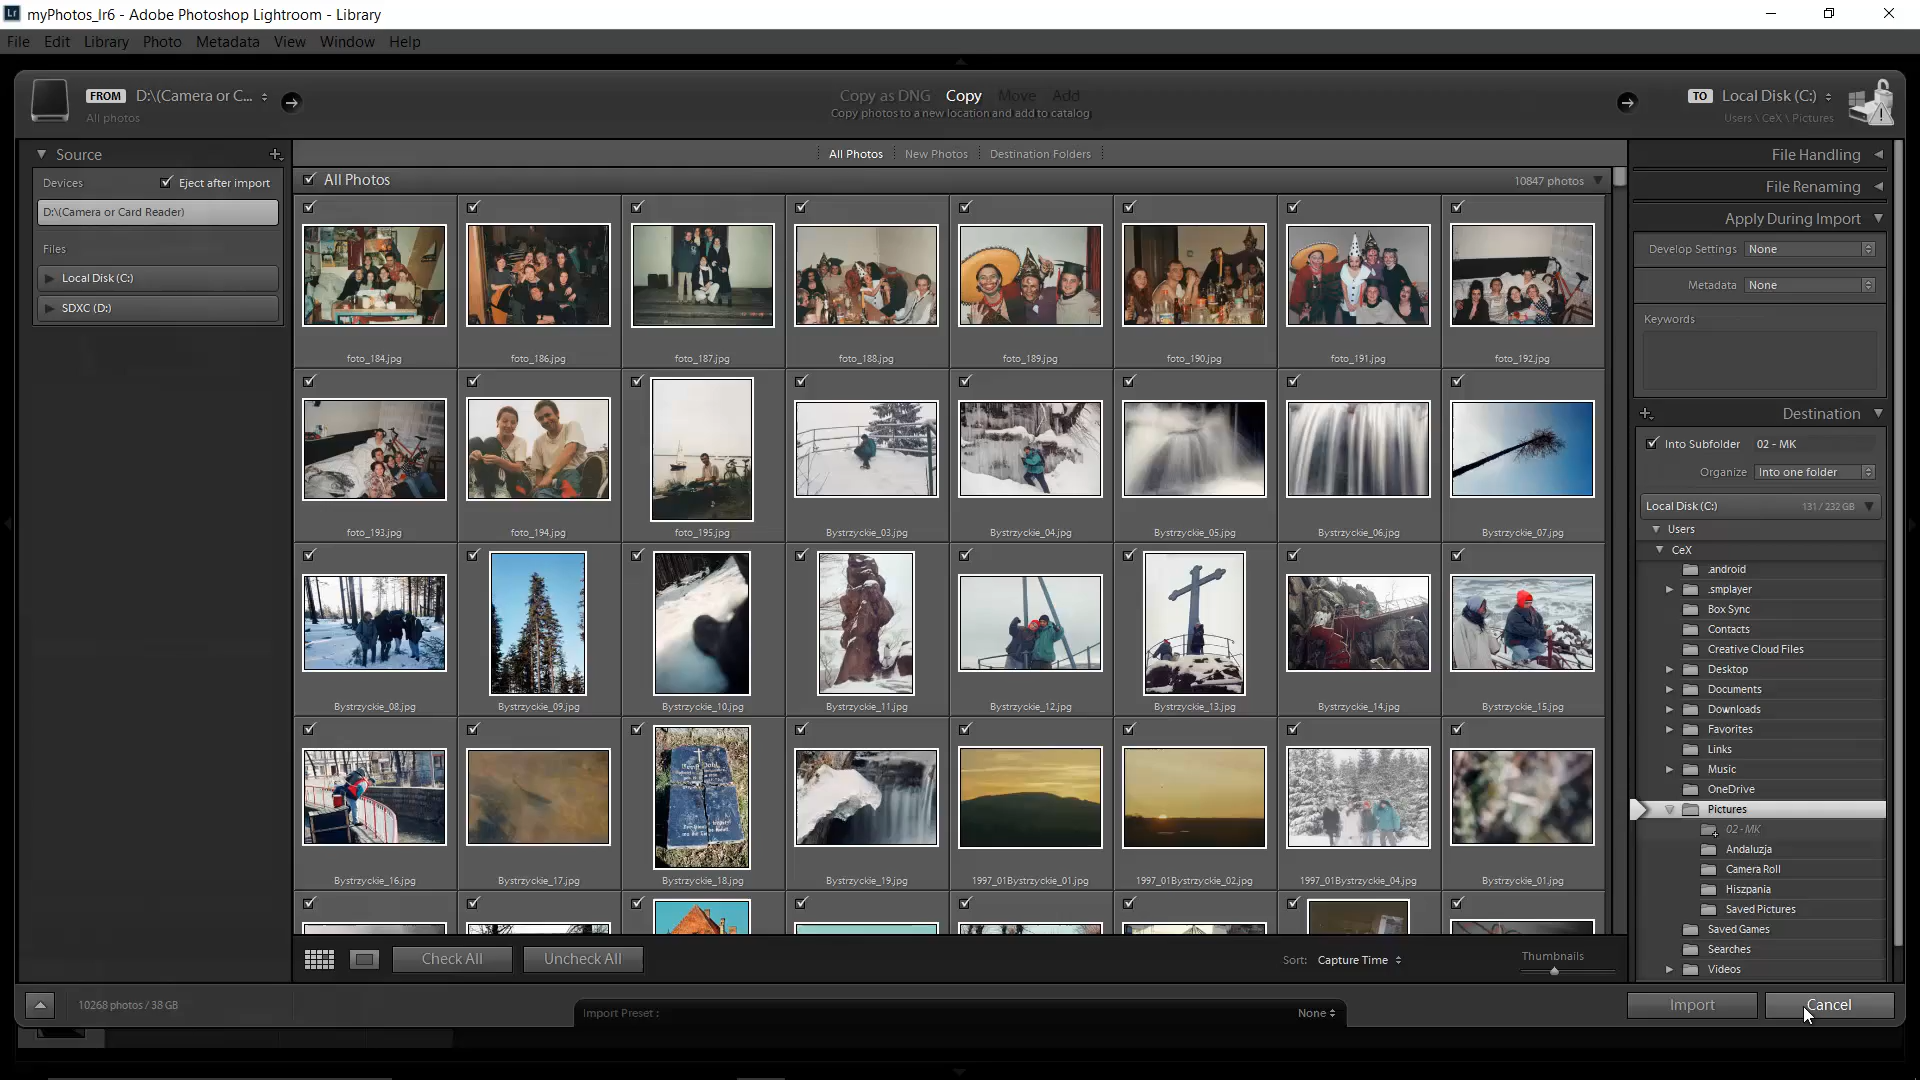 myPhotos_lr6 - Adobe Photoshop Lightroom - Library
File Edit Library Photo Metadata View Window Help
FROM D:\(Camera or C...
All photos
Copy as DNG Copy Move Add
Copy photos to a new location and add to catalog
TO Local Disk (C:)
Users \ CeX \ Pictures
Source
Devices Eject after import
D:\(Camera or Card Reader)
Files
Local Disk (C:)
SDXC (D:)
All Photos New Photos Destination Folders
All Photos 10847 photos
foto_184.jpg foto_186.jpg foto_187.jpg foto_188.jpg foto_189.jpg foto_190.jpg foto_191.jpg foto_192.jpg
foto_193.jpg foto_194.jpg foto_195.jpg Bystrzyckie_03.jpg Bystrzyckie_04.jpg Bystrzyckie_05.jpg Bystrzyckie_06.jpg Bystrzyckie_07.jpg
Bystrzyckie_08.jpg Bystrzyckie_09.jpg Bystrzyckie_10.jpg Bystrzyckie_11.jpg Bystrzyckie_12.jpg Bystrzyckie_13.jpg Bystrzyckie_14.jpg Bystrzyckie_15.jpg
Bystrzyckie_16.jpg Bystrzyckie_17.jpg Bystrzyckie_18.jpg Bystrzyckie_19.jpg 1997_01Bystrzyckie_01.jpg 1997_01Bystrzyckie_02.jpg 1997_01Bystrzyckie_04.jpg Bystrzyckie_01.jpg
Check All Uncheck All Sort: Capture Time Thumbnails
File Handling
File Renaming
Apply During Import
Develop Settings None
Metadata None
Keywords
Destination
Into Subfolder 02 - MK
Organize Into one folder
Local Disk (C:) 131 / 232 GB
Users
CeX
.android
.smplayer
Box Sync
Contacts
Creative Cloud Files
Desktop
Documents
Downloads
Favorites
Links
Music
OneDrive
Pictures
02 - MK
Andaluzja
Camera Roll
Hiszpania
Saved Pictures
Saved Games
Searches
Videos
10268 photos / 38 GB
Import Preset : None
Import Cancel